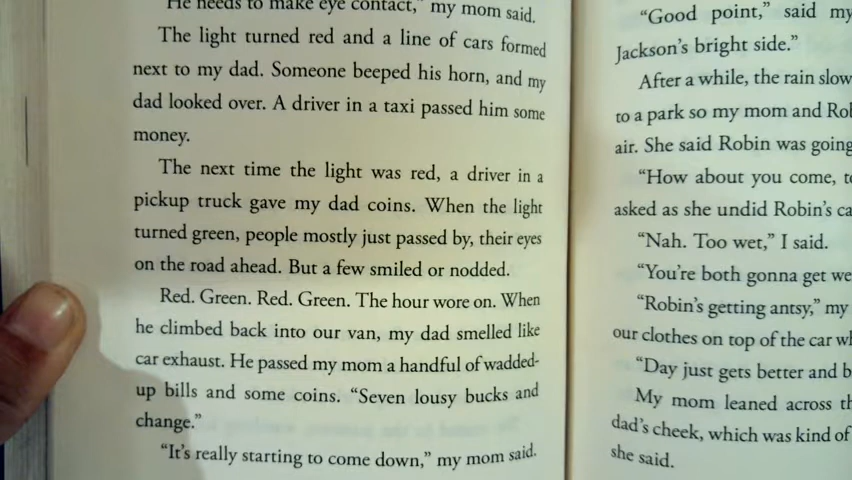 "He needs to make eye contact," my mom said.
The light turned red and a line of cars formed
next to my dad. Someone beeped his horn, and my
dad looked over. A driver in a taxi passed him some
money.
The next time the light was red, a driver in a
pickup truck gave my dad coins. When the light
turned green, people mostly just passed by, their eyes
on the road ahead. But a few smiled or nodded.
Red. Green. Red. Green. The hour wore on. When
he climbed back into our van, my dad smelled like
car exhaust. He passed my mom a handful of wadded-
up bills and some coins. "Seven lousy bucks and
change."
"It's really starting to come down," my mom said.
"Good point," said my
Jackson's bright side."
After a while, the rain slow
to a park so my mom and Rob
air. She said Robin was going
"How about you come, to
asked as she undid Robin's ca
"Nah. Too wet," I said.
"You're both gonna get we
"Robin's getting antsy," my
our clothes on top of the car wh
"Day just gets better and b
My mom leaned across th
dad's cheek, which was kind of
she said.